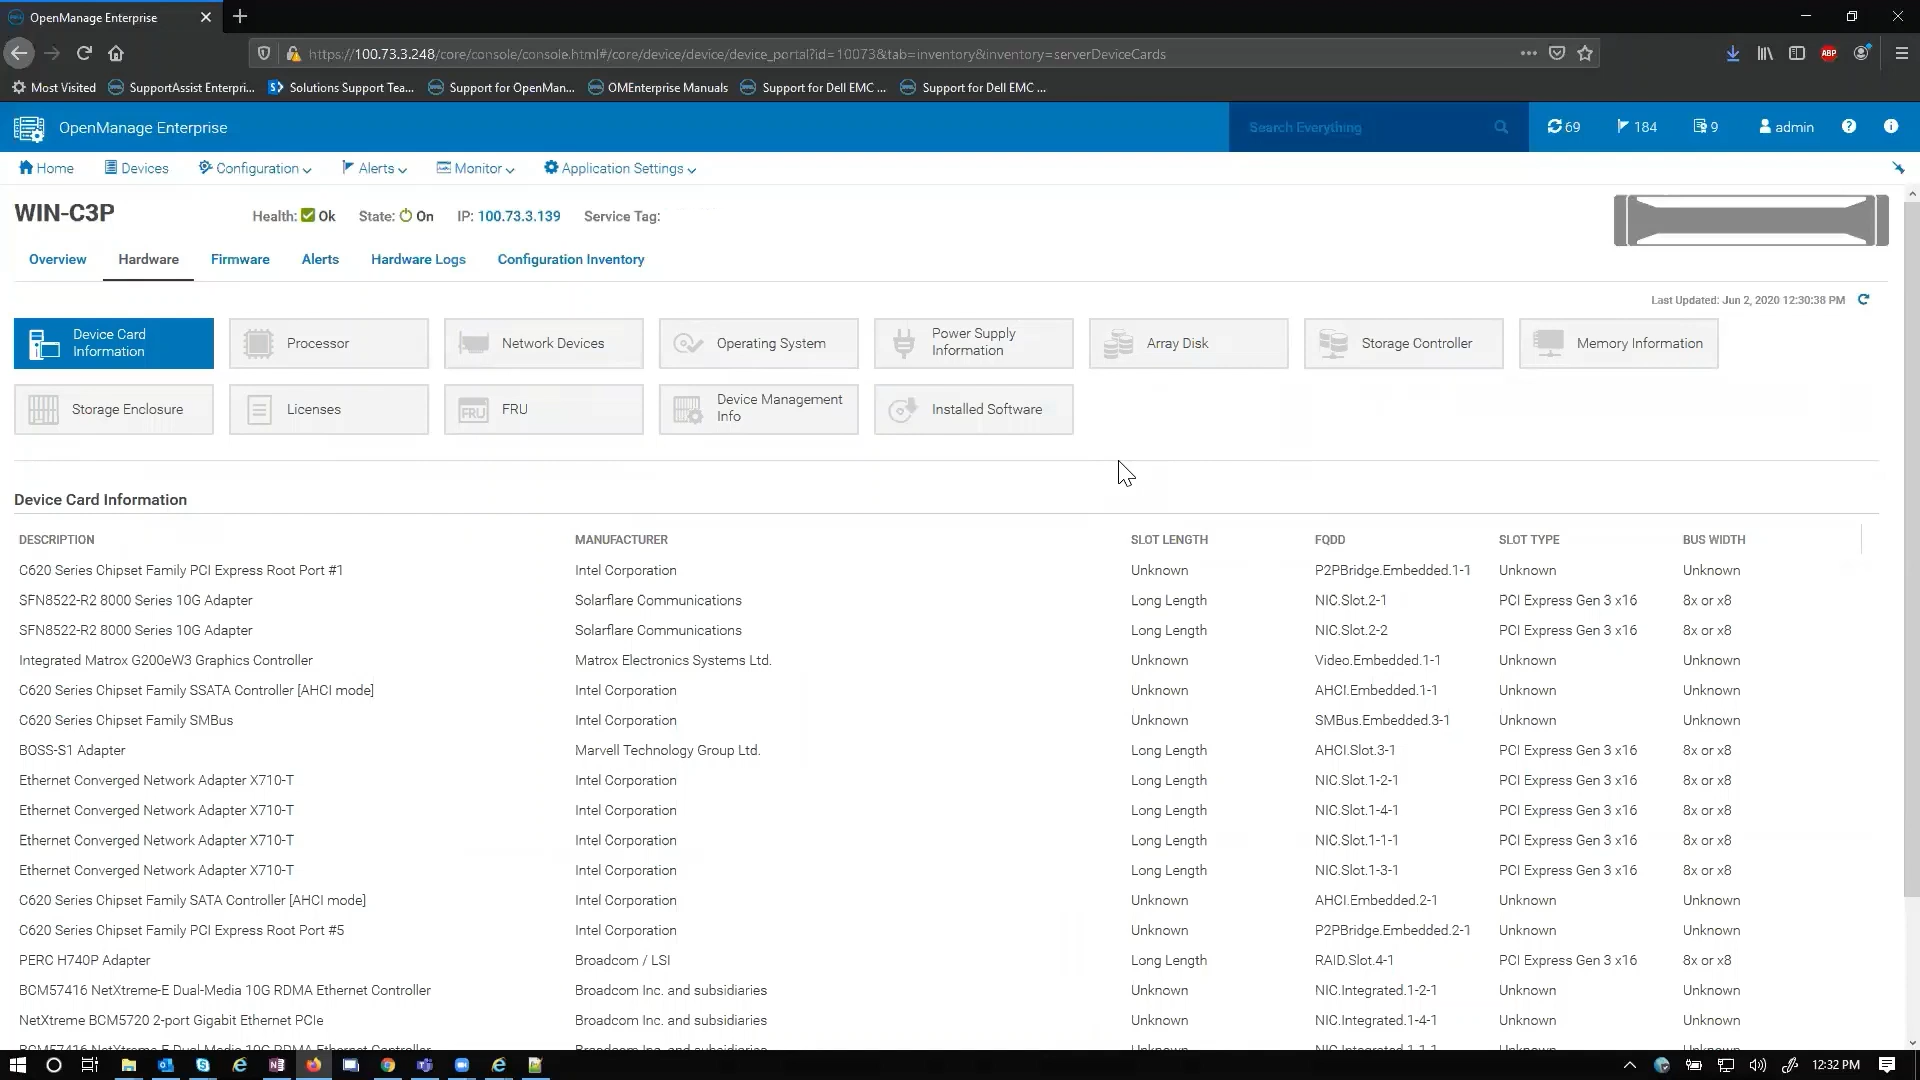 OpenManage Enterprise
https://100.73.3.248/core/console/console.html#/core/device/device/device_portal?id=10073&tab=inventory&inventory=serverDeviceCards
ABP
Most Visited SupportAssist Enterpri... Solutions Support Tea... Support for OpenMan... OMEnterprise Manuals Support for Dell EMC ... Support for Dell EMC ...
OpenManage Enterprise Search Everything 69 184 9 admin
Home Devices Configuration Alerts Monitor Application Settings
WIN-C3P Health: Ok State: On IP: 100.73.3.139 Service Tag:
Overview Hardware Firmware Alerts Hardware Logs Configuration Inventory
Last Updated: Jun 2, 2020 12:30:38 PM
Device Card Information
Processor
Network Devices
Operating System
Power Supply Information
Array Disk
Storage Controller
Memory Information
Storage Enclosure
Licenses
FRU FRU
Device Management Info
Installed Software
Device Card Information
DESCRIPTION MANUFACTURER SLOT LENGTH FQDD SLOT TYPE BUS WIDTH
C620 Series Chipset Family PCI Express Root Port #1 Intel Corporation Unknown P2PBridge.Embedded.1-1 Unknown Unknown
SFN8522-R2 8000 Series 10G Adapter Solarflare Communications Long Length NIC.Slot.2-1 PCI Express Gen 3 x16 8x or x8
SFN8522-R2 8000 Series 10G Adapter Solarflare Communications Long Length NIC.Slot.2-2 PCI Express Gen 3 x16 8x or x8
Integrated Matrox G200eW3 Graphics Controller Matrox Electronics Systems Ltd. Unknown Video.Embedded.1-1 Unknown Unknown
C620 Series Chipset Family SSATA Controller [AHCI mode] Intel Corporation Unknown AHCI.Embedded.1-1 Unknown Unknown
C620 Series Chipset Family SMBus Intel Corporation Unknown SMBus.Embedded.3-1 Unknown Unknown
BOSS-S1 Adapter Marvell Technology Group Ltd. Long Length AHCI.Slot.3-1 PCI Express Gen 3 x16 8x or x8
Ethernet Converged Network Adapter X710-T Intel Corporation Long Length NIC.Slot.1-2-1 PCI Express Gen 3 x16 8x or x8
Ethernet Converged Network Adapter X710-T Intel Corporation Long Length NIC.Slot.1-4-1 PCI Express Gen 3 x16 8x or x8
Ethernet Converged Network Adapter X710-T Intel Corporation Long Length NIC.Slot.1-1-1 PCI Express Gen 3 x16 8x or x8
Ethernet Converged Network Adapter X710-T Intel Corporation Long Length NIC.Slot.1-3-1 PCI Express Gen 3 x16 8x or x8
C620 Series Chipset Family SATA Controller [AHCI mode] Intel Corporation Unknown AHCI.Embedded.2-1 Unknown Unknown
C620 Series Chipset Family PCI Express Root Port #5 Intel Corporation Unknown P2PBridge.Embedded.2-1 Unknown Unknown
PERC H740P Adapter Broadcom / LSI Long Length RAID.Slot.4-1 PCI Express Gen 3 x16 8x or x8
BCM57416 NetXtreme-E Dual-Media 10G RDMA Ethernet Controller Broadcom Inc. and subsidiaries Unknown NIC.Integrated.1-2-1 Unknown Unknown
NetXtreme BCM5720 2-port Gigabit Ethernet PCIe Broadcom Inc. and subsidiaries Unknown NIC.Integrated.1-4-1 Unknown Unknown
BCM57416 NetXtreme-E Dual-Media 10G RDMA Ethernet Controller Broadcom Inc. and subsidiaries Unknown NIC.Integrated.1-1-1 Unknown Unknown
12:32 PM